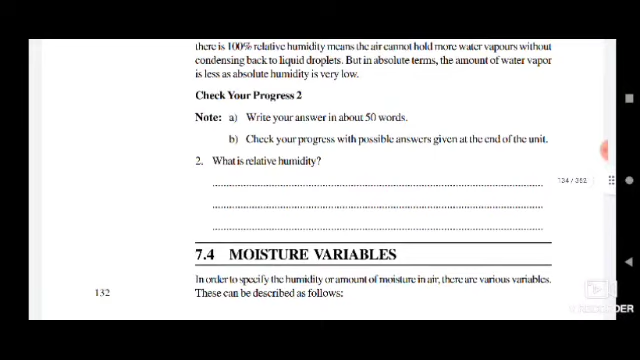 there is 100% relative humidity means the air cannot hold more water vapours without
condensing back to liquid droplets. But in absolute terms, the amount of water vapor
is less as absolute humidity is very low.
Check Your Progress 2
Note: a) Write your answer in about 50 words.
b) Check your progress with possible answers given at the end of the unit.
2. What is relative humidity?
134 / 352
7.4 MOISTURE VARIABLES
In order to specify the humidity or amount of moisture in air, there are various variables.
132 These can be described as follows: